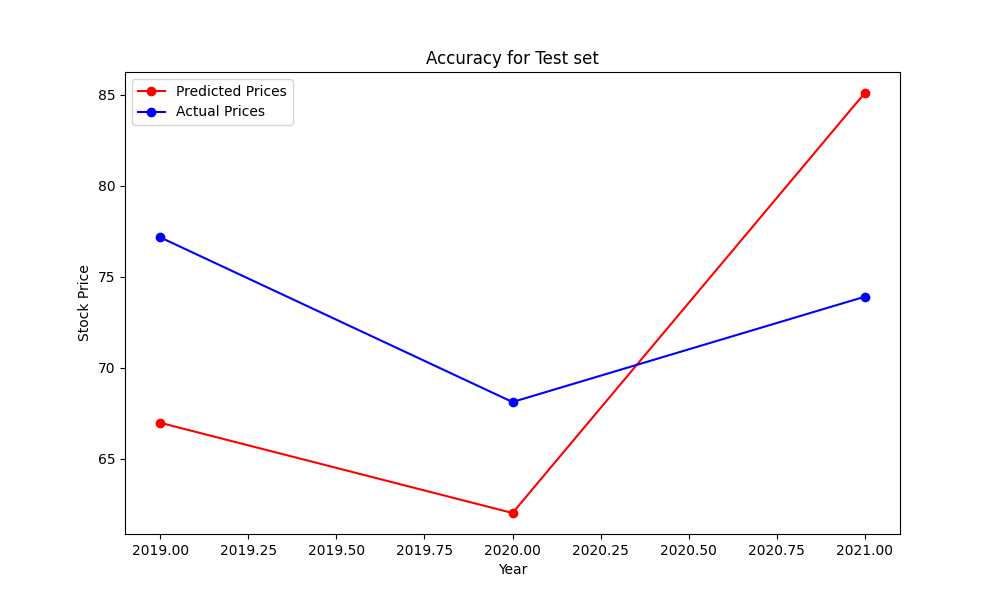 Accuracy for Test set
Predicted Prices
Actual Prices
85
80
75
70
65
Stock Price
2019.00 2019.25 2019.50 2019.75 2020.00 2020.25 2020.50 2020.75 2021.00
Year